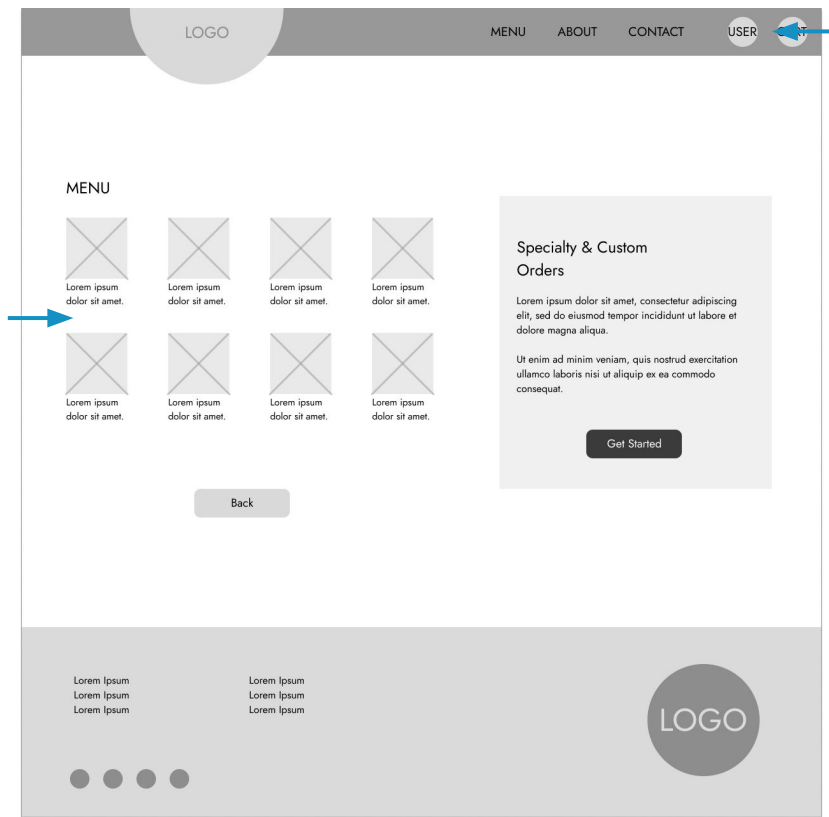 LOGO
MENU
ABOUT
CONTACT
USER
MENU
Lorem ipsum
dolor sit amet.
Lorem ipsum
dolor sit amet.
Lorem ipsum
dolor sit amet.
Lorem ipsum
dolor sit amet.
Lorem ipsum
dolor sit amet.
Lorem ipsum
dolor sit amet.
Lorem ipsum
dolor sit amet.
Lorem ipsum
dolor sit amet.
Back
Specialty & Custom
Orders
Lorem ipsum dolor sit amet, consectetur adipiscing
elit, sed do eiusmod tempor incididunt ut labore et
dolore magna aliqua.
Ut enim ad minim veniam, quis nostrud exercitation
ullamco laboris nisi ut aliquip ex ea commodo
consequat.
Get Started
Lorem Ipsum
Lorem Ipsum
Lorem Ipsum
Lorem Ipsum
Lorem Ipsum
Lorem Ipsum
LOGO